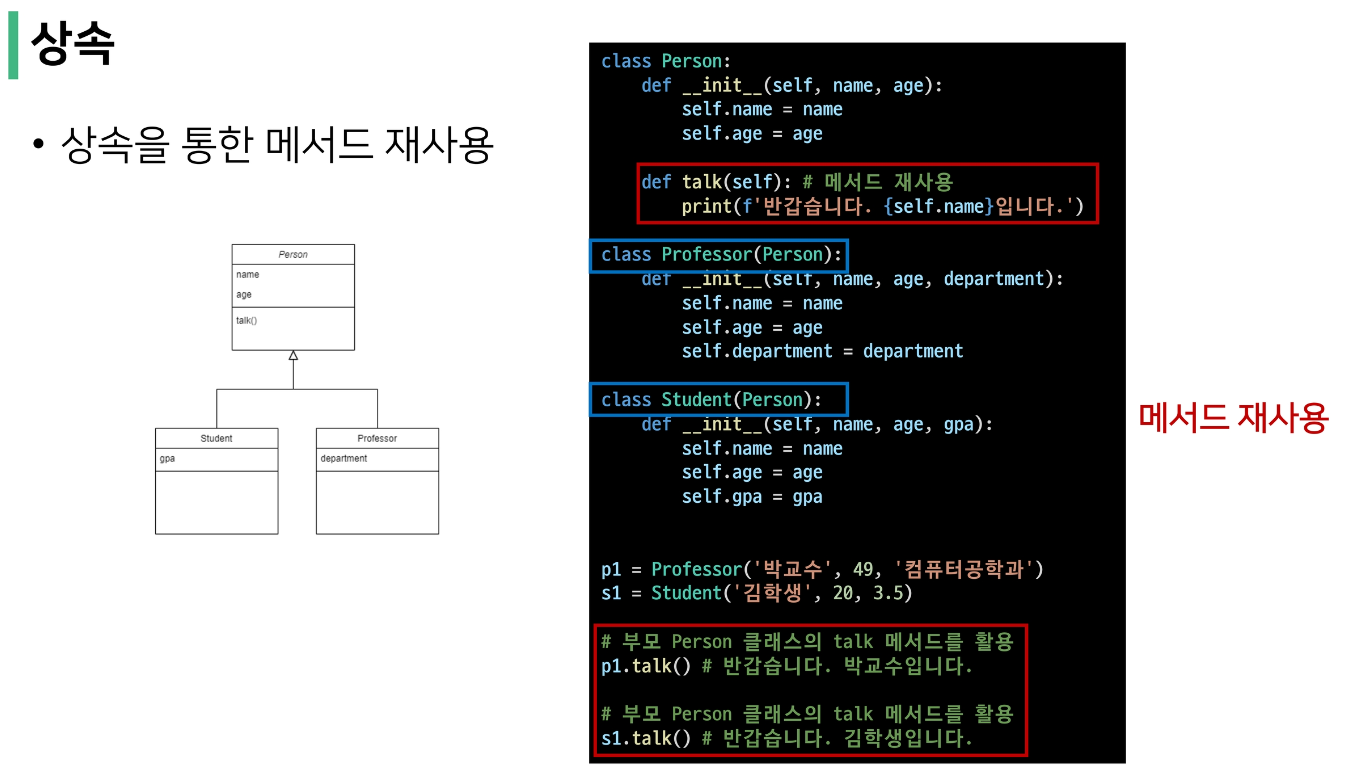 상속
• 상속을 통한 메서드 재사용
Person
name
age
talk()
Student
gpa
Professor
department
class Person:
    def __init__(self, name, age):
        self.name = name
        self.age = age

    def talk(self): # 메서드 재사용
        print(f'반갑습니다. {self.name}입니다.')

class Professor(Person):
    def __init__(self, name, age, department):
        self.name = name
        self.age = age
        self.department = department

class Student(Person):
    def __init__(self, name, age, gpa):
        self.name = name
        self.age = age
        self.gpa = gpa

p1 = Professor('박교수', 49, '컴퓨터공학과')
s1 = Student('김학생', 20, 3.5)

# 부모 Person 클래스의 talk 메서드를 활용
p1.talk() # 반갑습니다. 박교수입니다.

# 부모 Person 클래스의 talk 메서드를 활용
s1.talk() # 반갑습니다. 김학생입니다.
메서드 재사용